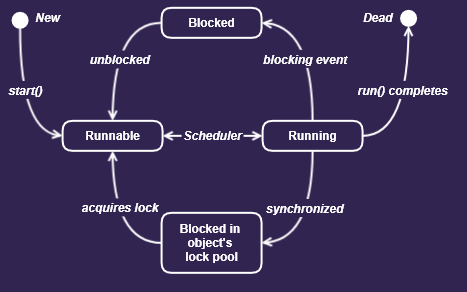 New
Dead
Blocked
unblocked
blocking event
start()
run() completes
Runnable
Scheduler
Running
acquires lock
synchronized
Blocked in
object's
lock pool